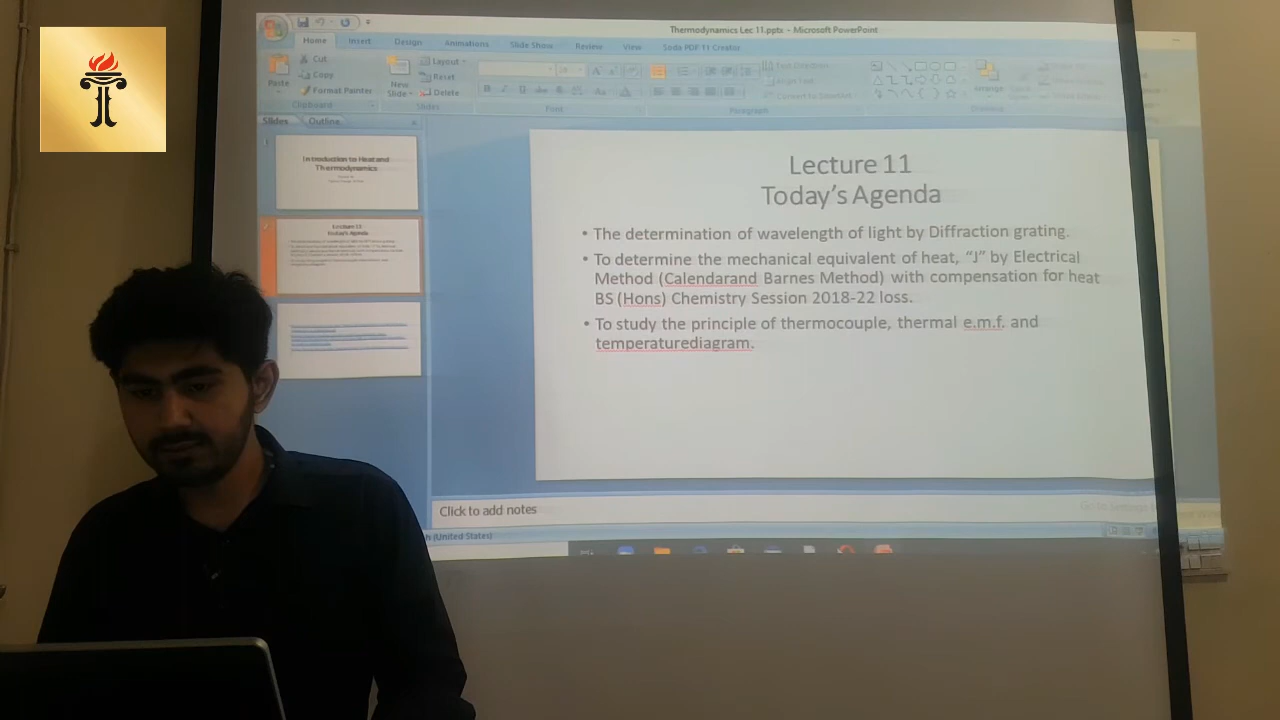 Thermodynamics Lec 11.pptx - Microsoft PowerPoint
Home Insert Design Animations Slide Show Review View Soda PDF 11 Creator
Cut
Copy
Format Painter
Paste
New
Slide
Layout
Reset
Delete
Clipboard Slides Font Paragraph
Slides Outline
Introduction to Heat and
Thermodynamics
Lecture 11
Today's Agenda
Lecture 11
Today's Agenda
• The determination of wavelength of light by Diffraction grating.
• To determine the mechanical equivalent of heat, “J” by Electrical
Method (Calendarand Barnes Method) with compensation for heat
BS (Hons) Chemistry Session 2018-22 loss.
• To study the principle of thermocouple, thermal e.m.f. and
temperaturediagram.
Click to add notes
(United States)